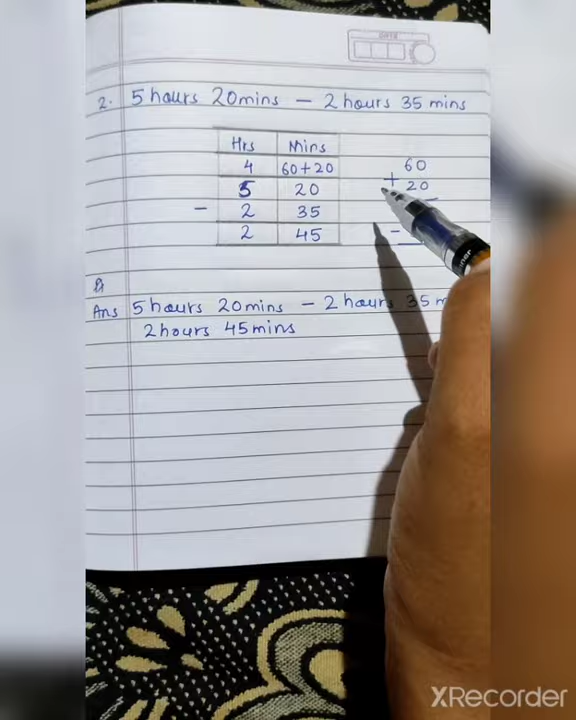 DATE
2. 5 hours 20 mins - 2 hours 35 mins
Hrs Mins
4 60+20 60
5 20 + 20
- 2 35 -
2 45
Ans 5 hours 20 mins - 2 hours 35 m
2 hours 45 mins
XRecorder